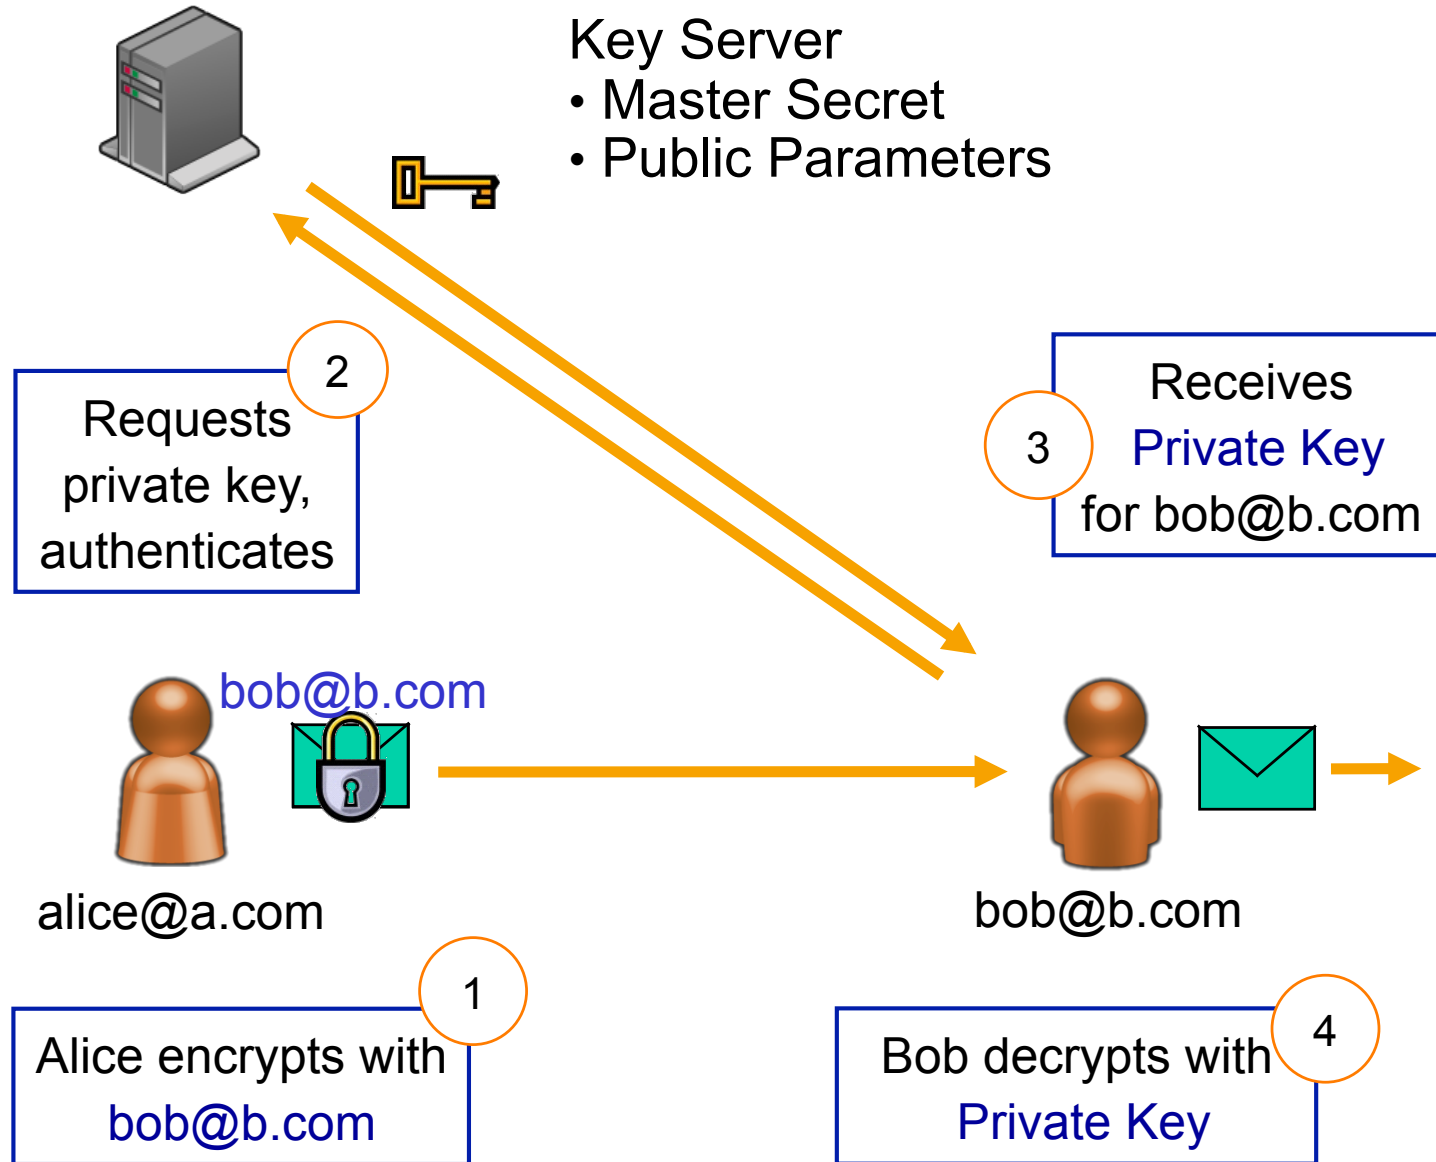 Key Server
• Master Secret
• Public Parameters
2
Requests
private key,
authenticates
3
Receives
Private Key
for bob@b.com
bob@b.com
alice@a.com
bob@b.com
1
Alice encrypts with
bob@b.com
4
Bob decrypts with
Private Key